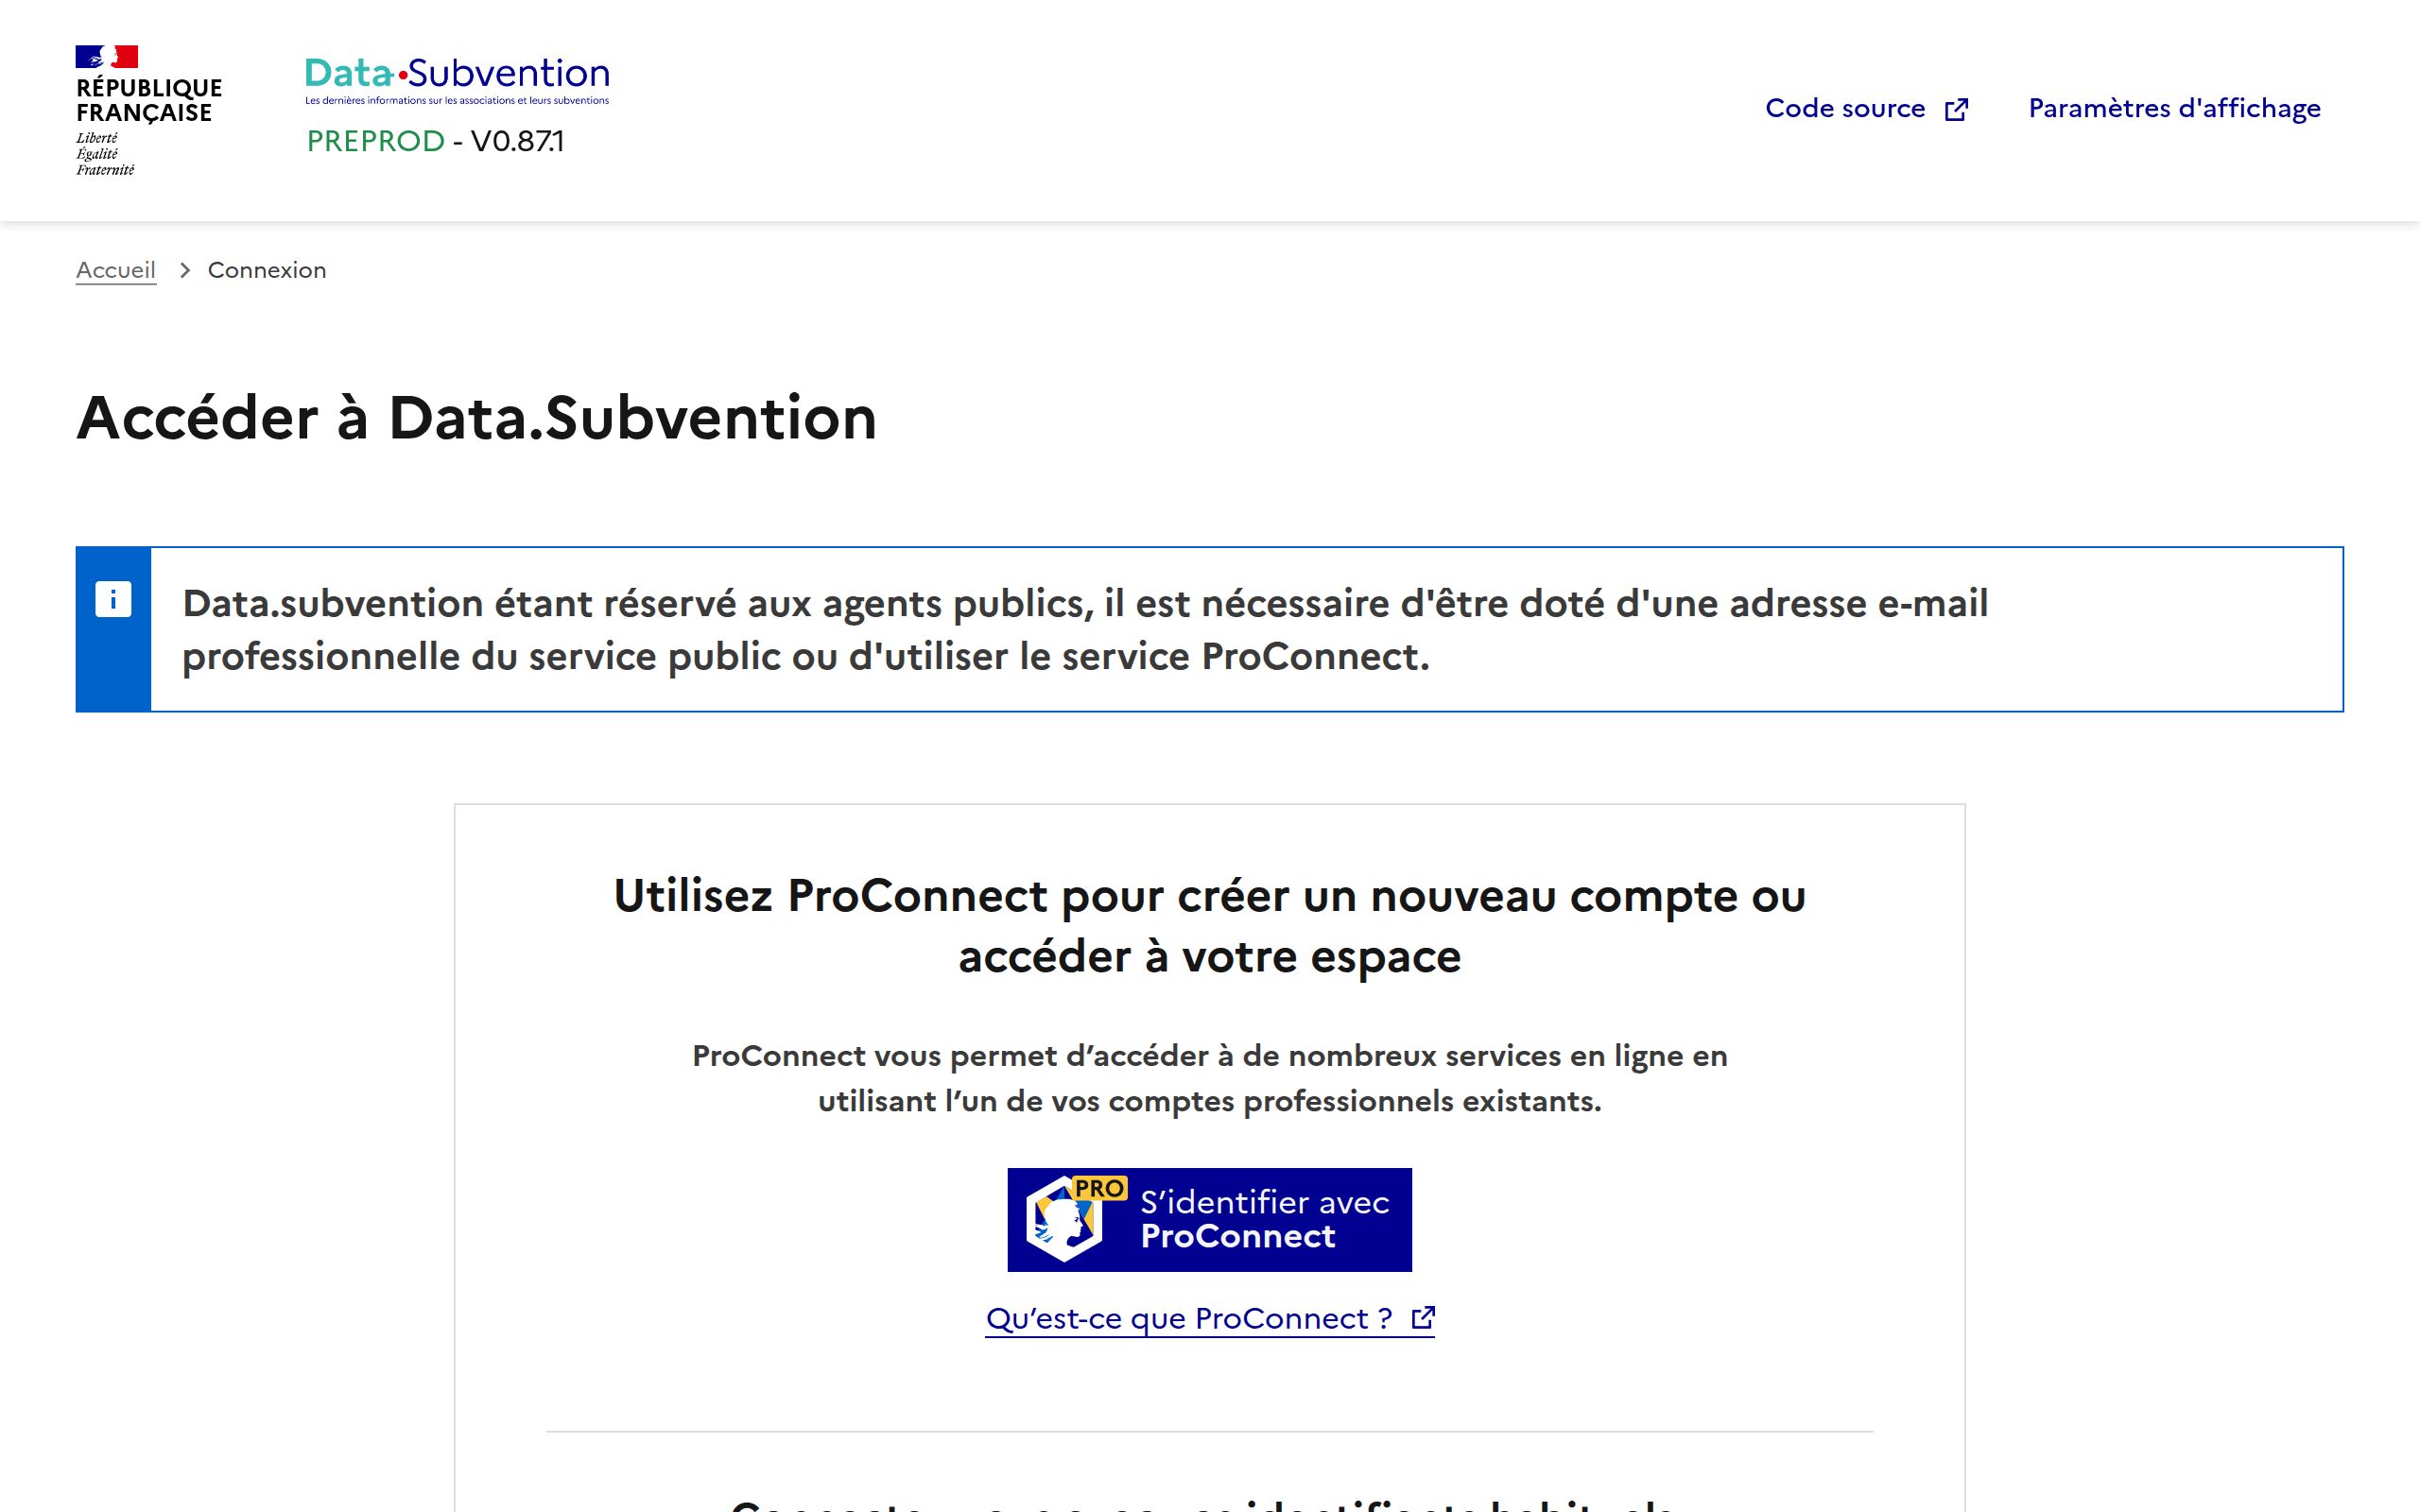 RÉPUBLIQUE
FRANÇAISE
Liberté
Égalité
Fraternité
Data.Subvention
Les dernières informations sur les associations et leurs subventions
PREPROD - V0.87.1
Code source
Paramètres d'affichage
Accueil
Connexion
Accéder à Data.Subvention
Data.subvention étant réservé aux agents publics, il est nécessaire d'être doté d'une adresse e-mail
professionnelle du service public ou d'utiliser le service ProConnect.
Utilisez ProConnect pour créer un nouveau compte ou
accéder à votre espace
ProConnect vous permet d’accéder à de nombreux services en ligne en
utilisant l’un de vos comptes professionnels existants.
PRO
S’identifier avec
ProConnect
Qu’est-ce que ProConnect ?